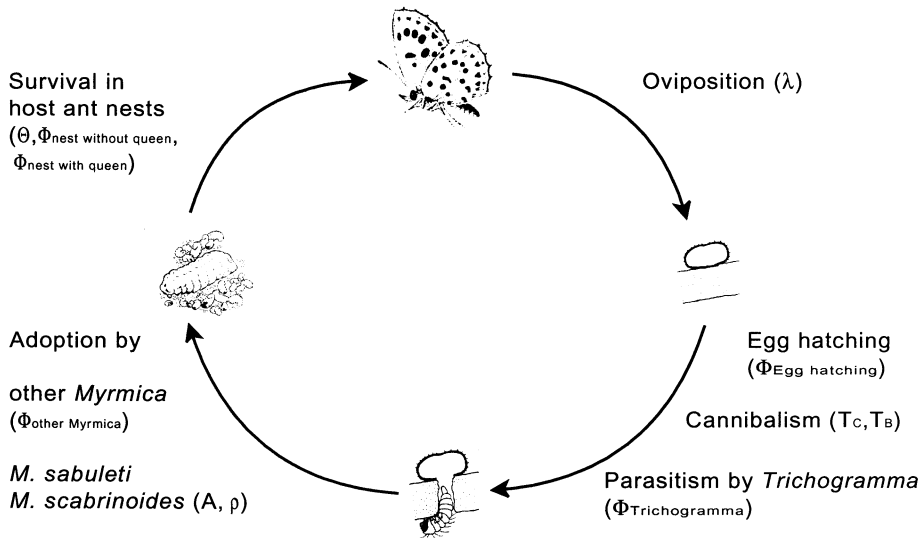 Survival in
host ant nests
(Θ,Φnest without queen,
Φnest with queen)
Oviposition (λ)
Egg hatching
(ΦEgg hatching)
Cannibalism (TC,TB)
Parasitism by Trichogramma
(ΦTrichogramma)
Adoption by
other Myrmica
(Φother Myrmica)
M. sabuleti
M. scabrinoides (A, ρ)